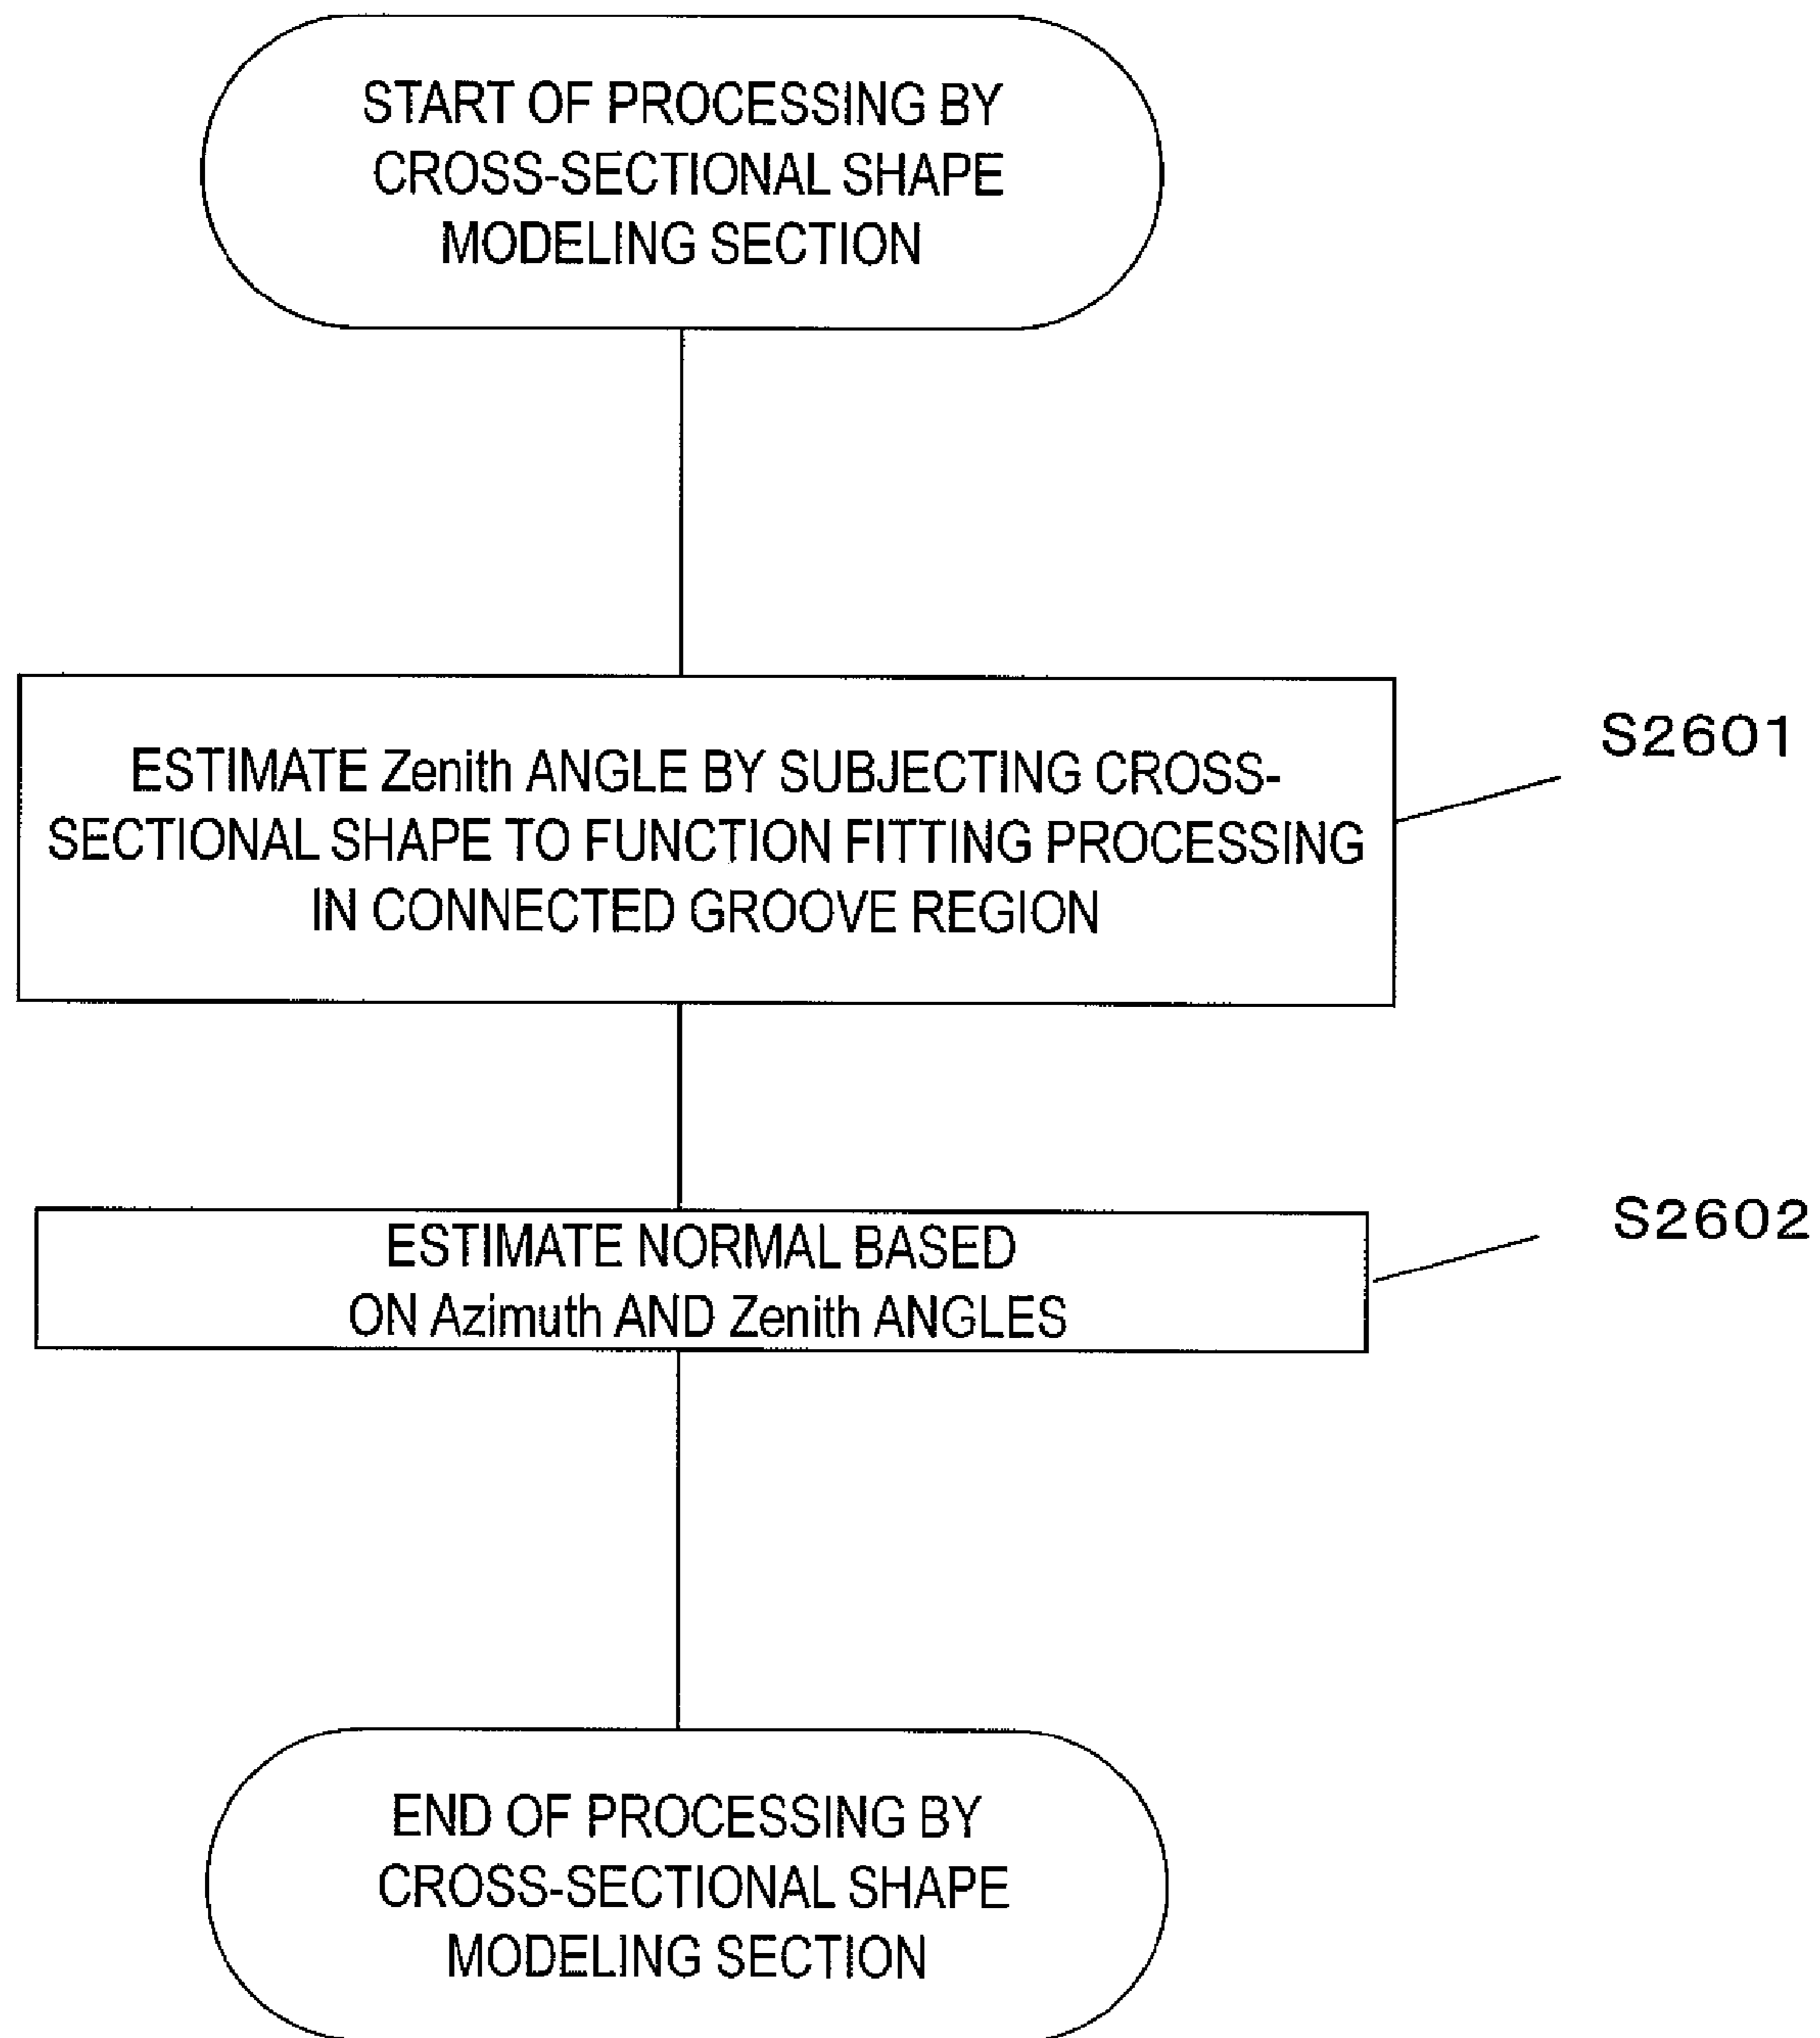 START OF PROCESSING BY
CROSS-SECTIONAL SHAPE
MODELING SECTION
ESTIMATE Zenith ANGLE BY SUBJECTING CROSS-
SECTIONAL SHAPE TO FUNCTION FITTING PROCESSING
IN CONNECTED GROOVE REGION
S2601
ESTIMATE NORMAL BASED
ON Azimuth AND Zenith ANGLES
S2602
END OF PROCESSING BY
CROSS-SECTIONAL SHAPE
MODELING SECTION